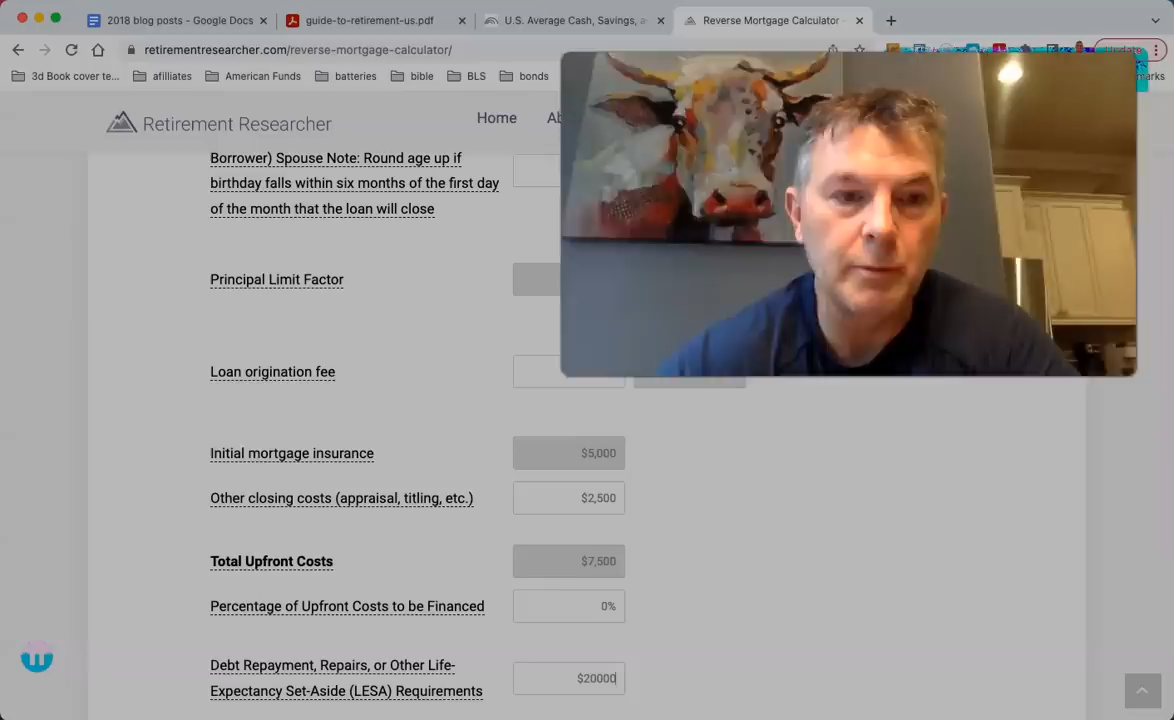 2018 blog posts - Google Docs
guide-to-retirement-us.pdf
U.S. Average Cash, Savings, a
Reverse Mortgage Calculator -
retirementresearcher.com/reverse-mortgage-calculator/
Update
3d Book cover te...
afilliates
American Funds
batteries
bible
BLS
bonds
marks
Retirement Researcher
Home
Ab
Borrower) Spouse Note: Round age up if
birthday falls within six months of the first day
of the month that the loan will close
Principal Limit Factor
Loan origination fee
Initial mortgage insurance
$5,000
Other closing costs (appraisal, titling, etc.)
$2,500
Total Upfront Costs
$7,500
Percentage of Upfront Costs to be Financed
0%
Debt Repayment, Repairs, or Other Life-
Expectancy Set-Aside (LESA) Requirements
$20000